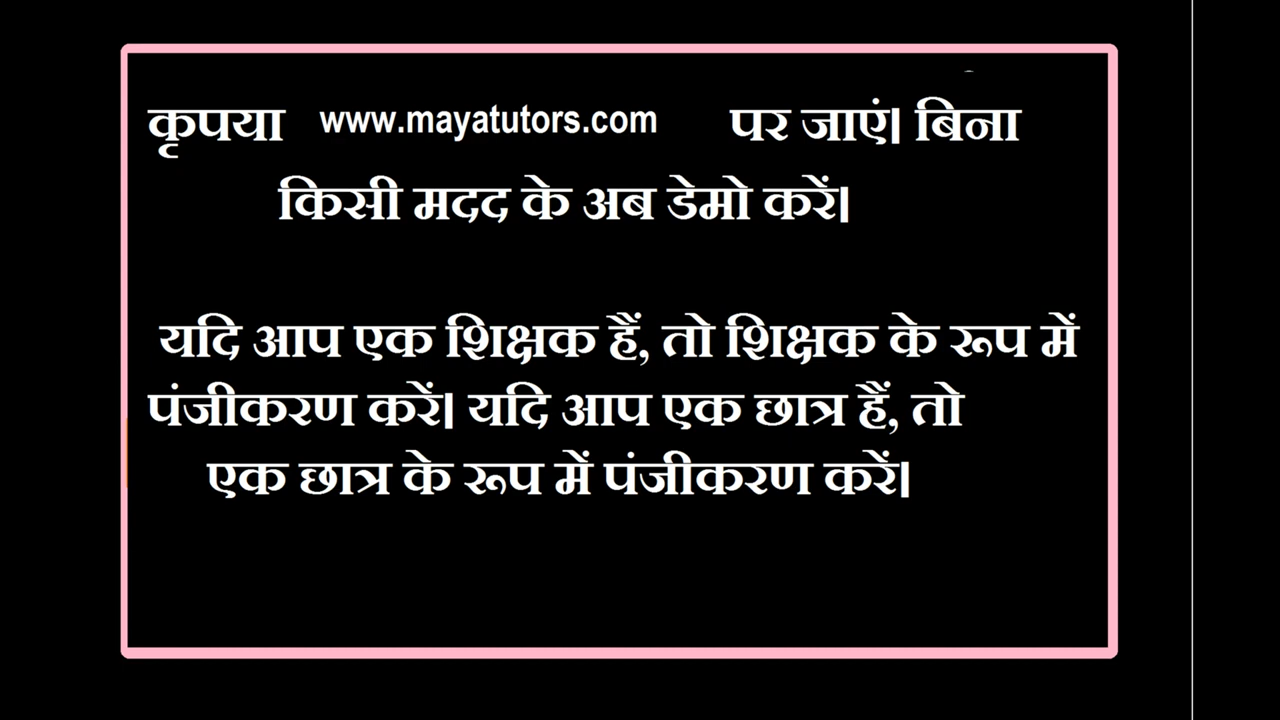 कृपया www.mayatutors.com पर जाएं। बिना
किसी मदद के अब डेमो करें।
यदि आप एक शिक्षक हैं, तो शिक्षक के रूप में
पंजीकरण करें। यदि आप एक छात्र हैं, तो
एक छात्र के रूप में पंजीकरण करें।